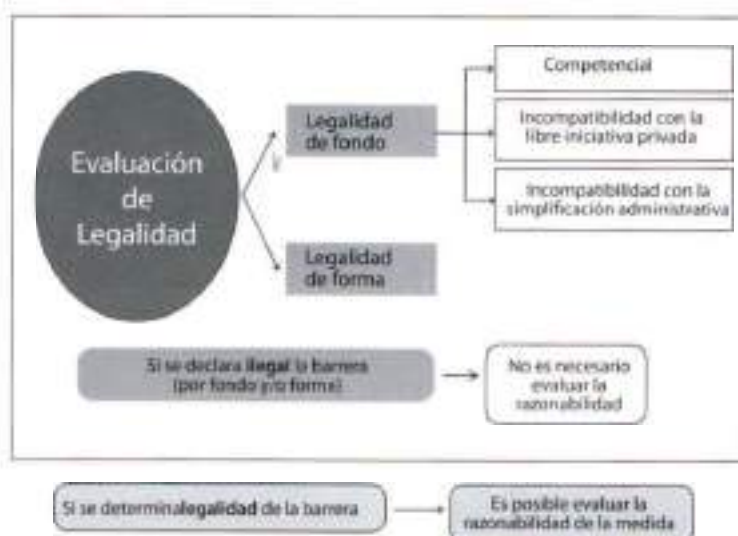 Evaluación
de
Legalidad
Legalidad
de fondo
Competencial
Incompatibilidad con la
libre iniciativa privada
Incompatibilidad con la
simplificación administrativa
Legalidad
de forma
Si se declara ilegal la barrera
(por fondo y/o forma)
No es necesario
evaluar la
razonabilidad
Si se determinalegalidad de la barrera
Es posible evaluar la
razonabilidad de la medida